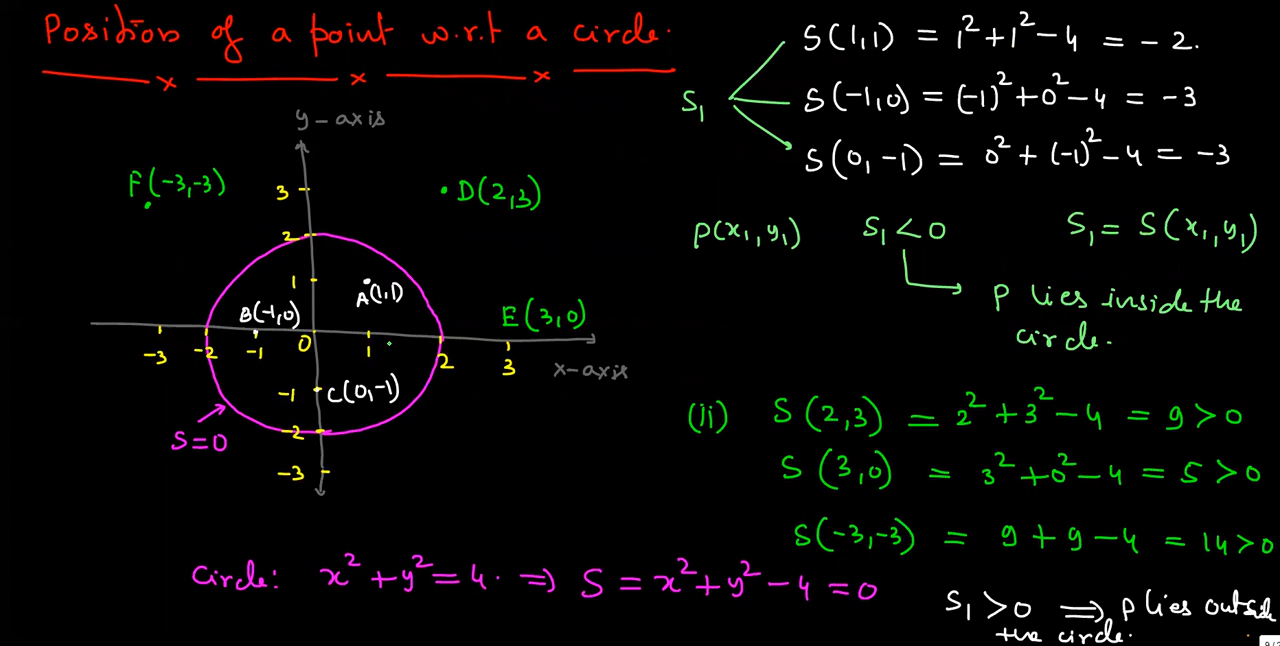 Position of a point w.r.t a circle.
y-axis
F(-3,-3)
D(2,3)
3
2
1
A(1,1)
B(-1,0)
E(3,0)
-3
-2
-1
0
1
2
3
x-axis
-1
C(0,-1)
-2
S=0
-3
Circle: x²+y²=4. ⇒ S = x²+y²-4=0
S₁
S(1,1) = 1²+1²-4 = -2.
S(-1,0) = (-1)²+0²-4 = -3
S(0,-1) = 0²+(-1)²-4 = -3
P(x₁,y₁) S₁<0 S₁=S(x₁,y₁)
P lies inside the
circle.
(ii) S(2,3) = 2²+3²-4 = 9>0
S(3,0) = 3²+0²-4 = 5>0
S(-3,-3) = 9+9-4 = 14>0
S₁>0 ⇒ P lies outside
the circle.